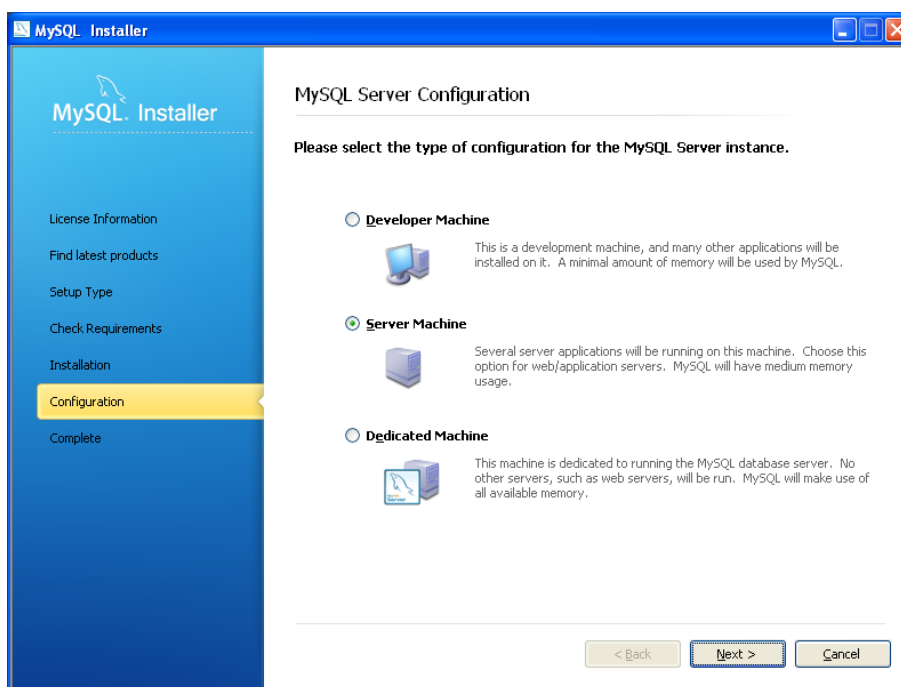 MySQL Installer
MySQL. Installer
License Information
Find latest products
Setup Type
Check Requirements
Installation
Configuration
Complete
MySQL Server Configuration
Please select the type of configuration for the MySQL Server instance.
Developer Machine
This is a development machine, and many other applications will be
installed on it. A minimal amount of memory will be used by MySQL.
Server Machine
Several server applications will be running on this machine. Choose this
option for web/application servers. MySQL will have medium memory
usage.
Dedicated Machine
This machine is dedicated to running the MySQL database server. No
other servers, such as web servers, will be run. MySQL will make use of
all available memory.
< Back
Next >
Cancel